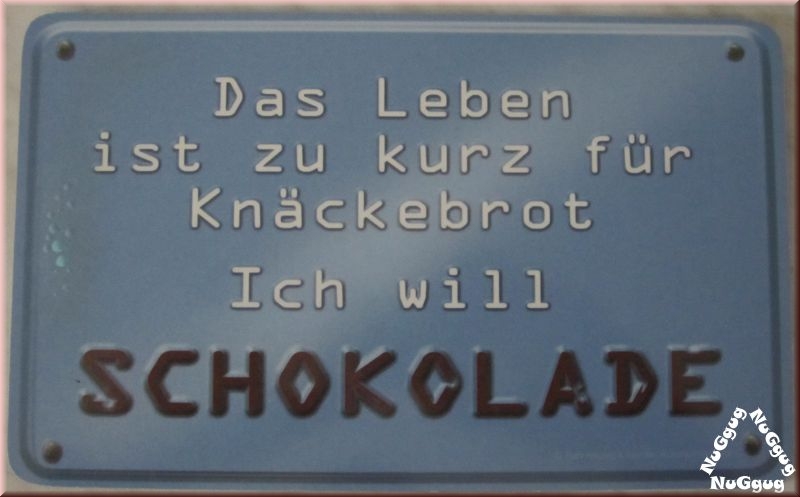 Das Leben
ist zu kurz für
Knäckebrot
Ich will
SCHOKOLADE
NuGgug
NuGgug
NuGgug